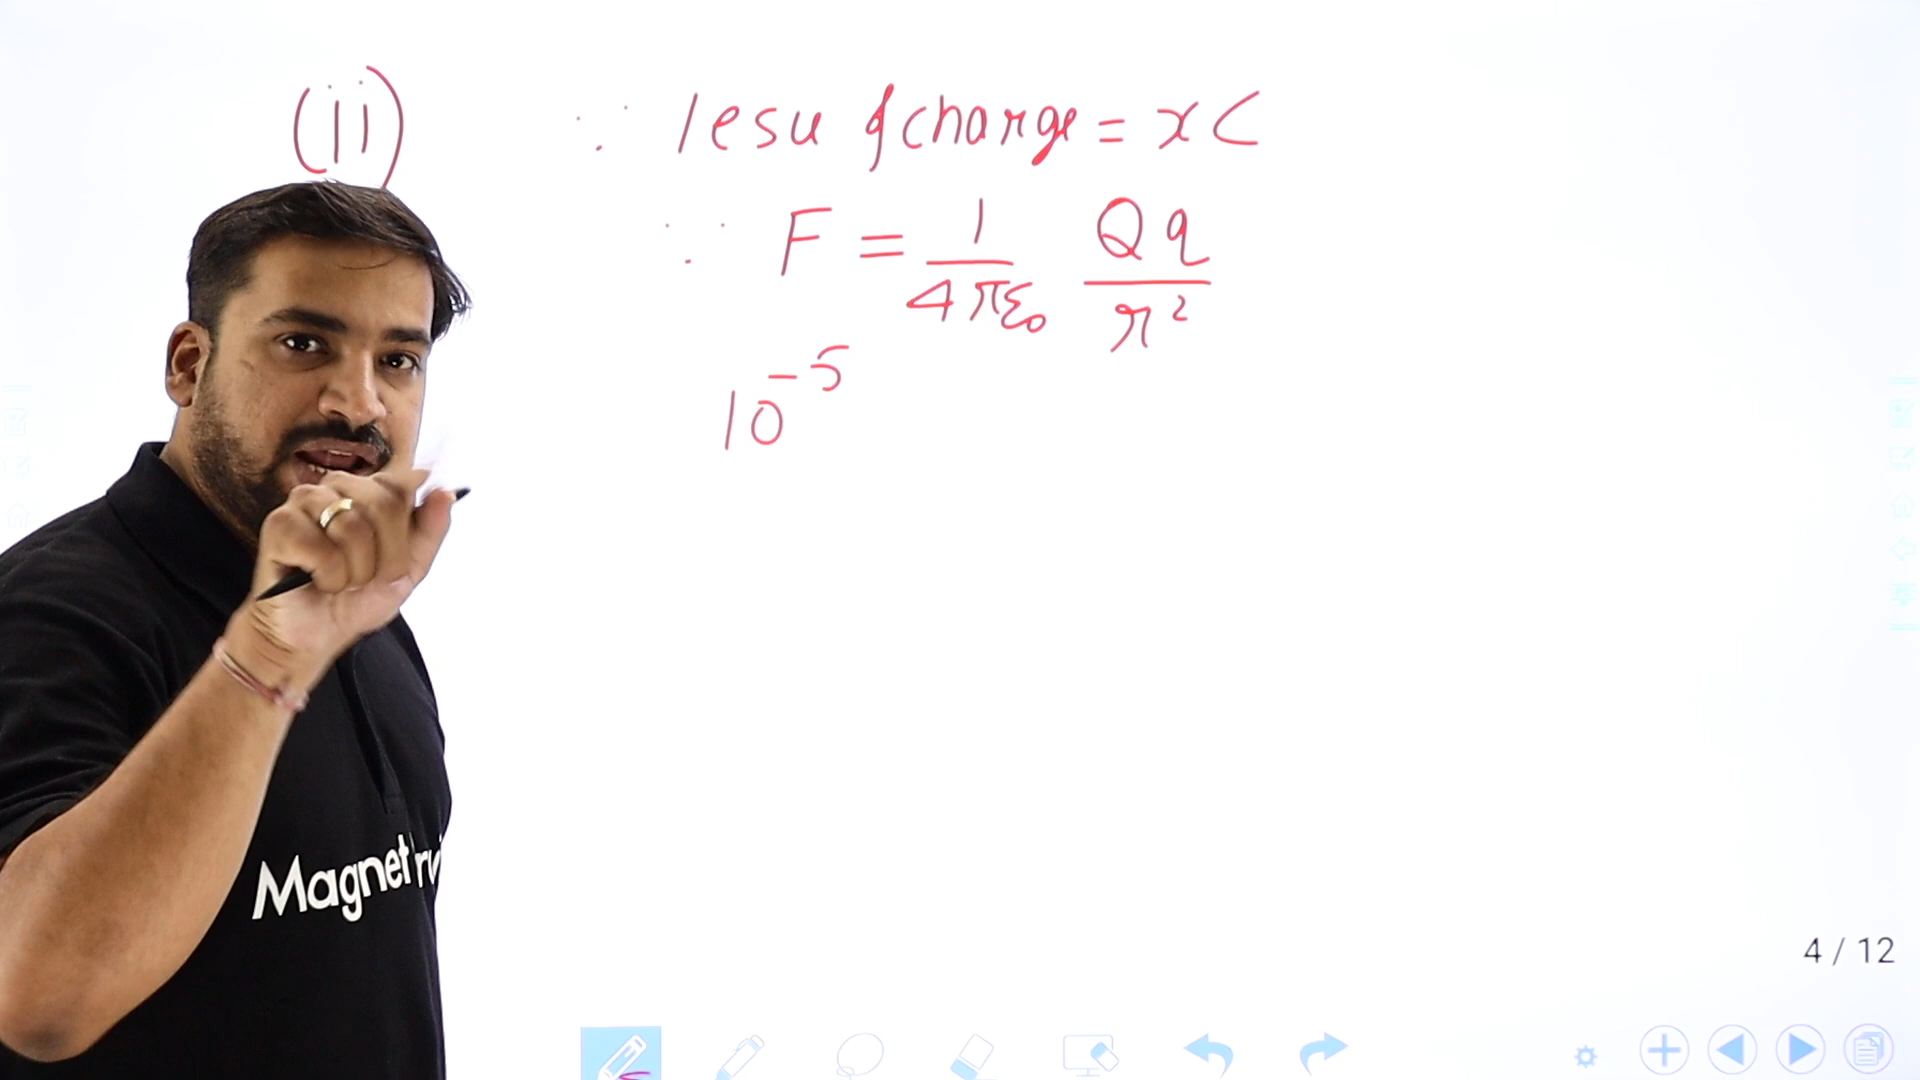 (ii) ∵ 1 esu of charge = x C
∵ F = 1/4πε₀ Qq/r²
10⁻⁵
Magnet
4 / 12